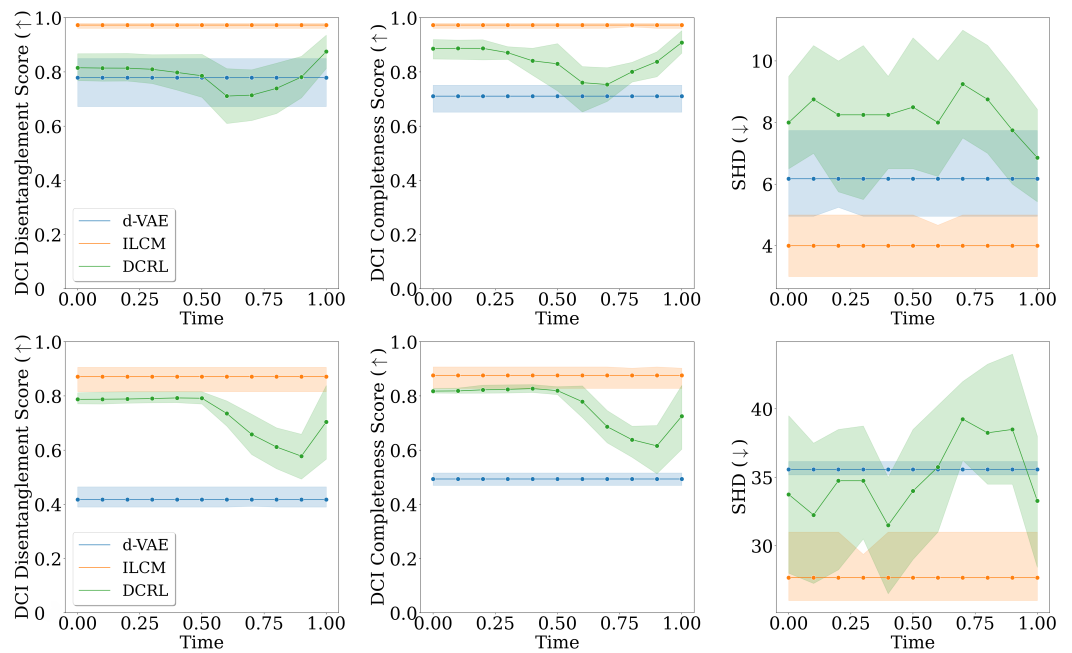 DCI Disentanglement Score (↑)
1.0
0.8
0.6
0.4
0.2
0
d-VAE
ILCM
DCRL
0.00 0.25 0.50 0.75 1.00
Time
DCI Completeness Score (↑)
1.0
0.8
0.6
0.4
0.2
0.0
0.00 0.25 0.50 0.75 1.00
Time
SHD (↓)
10
8
6
4
0.00 0.25 0.50 0.75 1.00
Time
DCI Disentanglement Score (↑)
1.0
0.8
0.6
0.4
0.2
0
d-VAE
ILCM
DCRL
0.00 0.25 0.50 0.75 1.00
Time
DCI Completeness Score (↑)
1.0
0.8
0.6
0.4
0.2
0.0
0.00 0.25 0.50 0.75 1.00
Time
SHD (↓)
40
35
30
0.00 0.25 0.50 0.75 1.00
Time